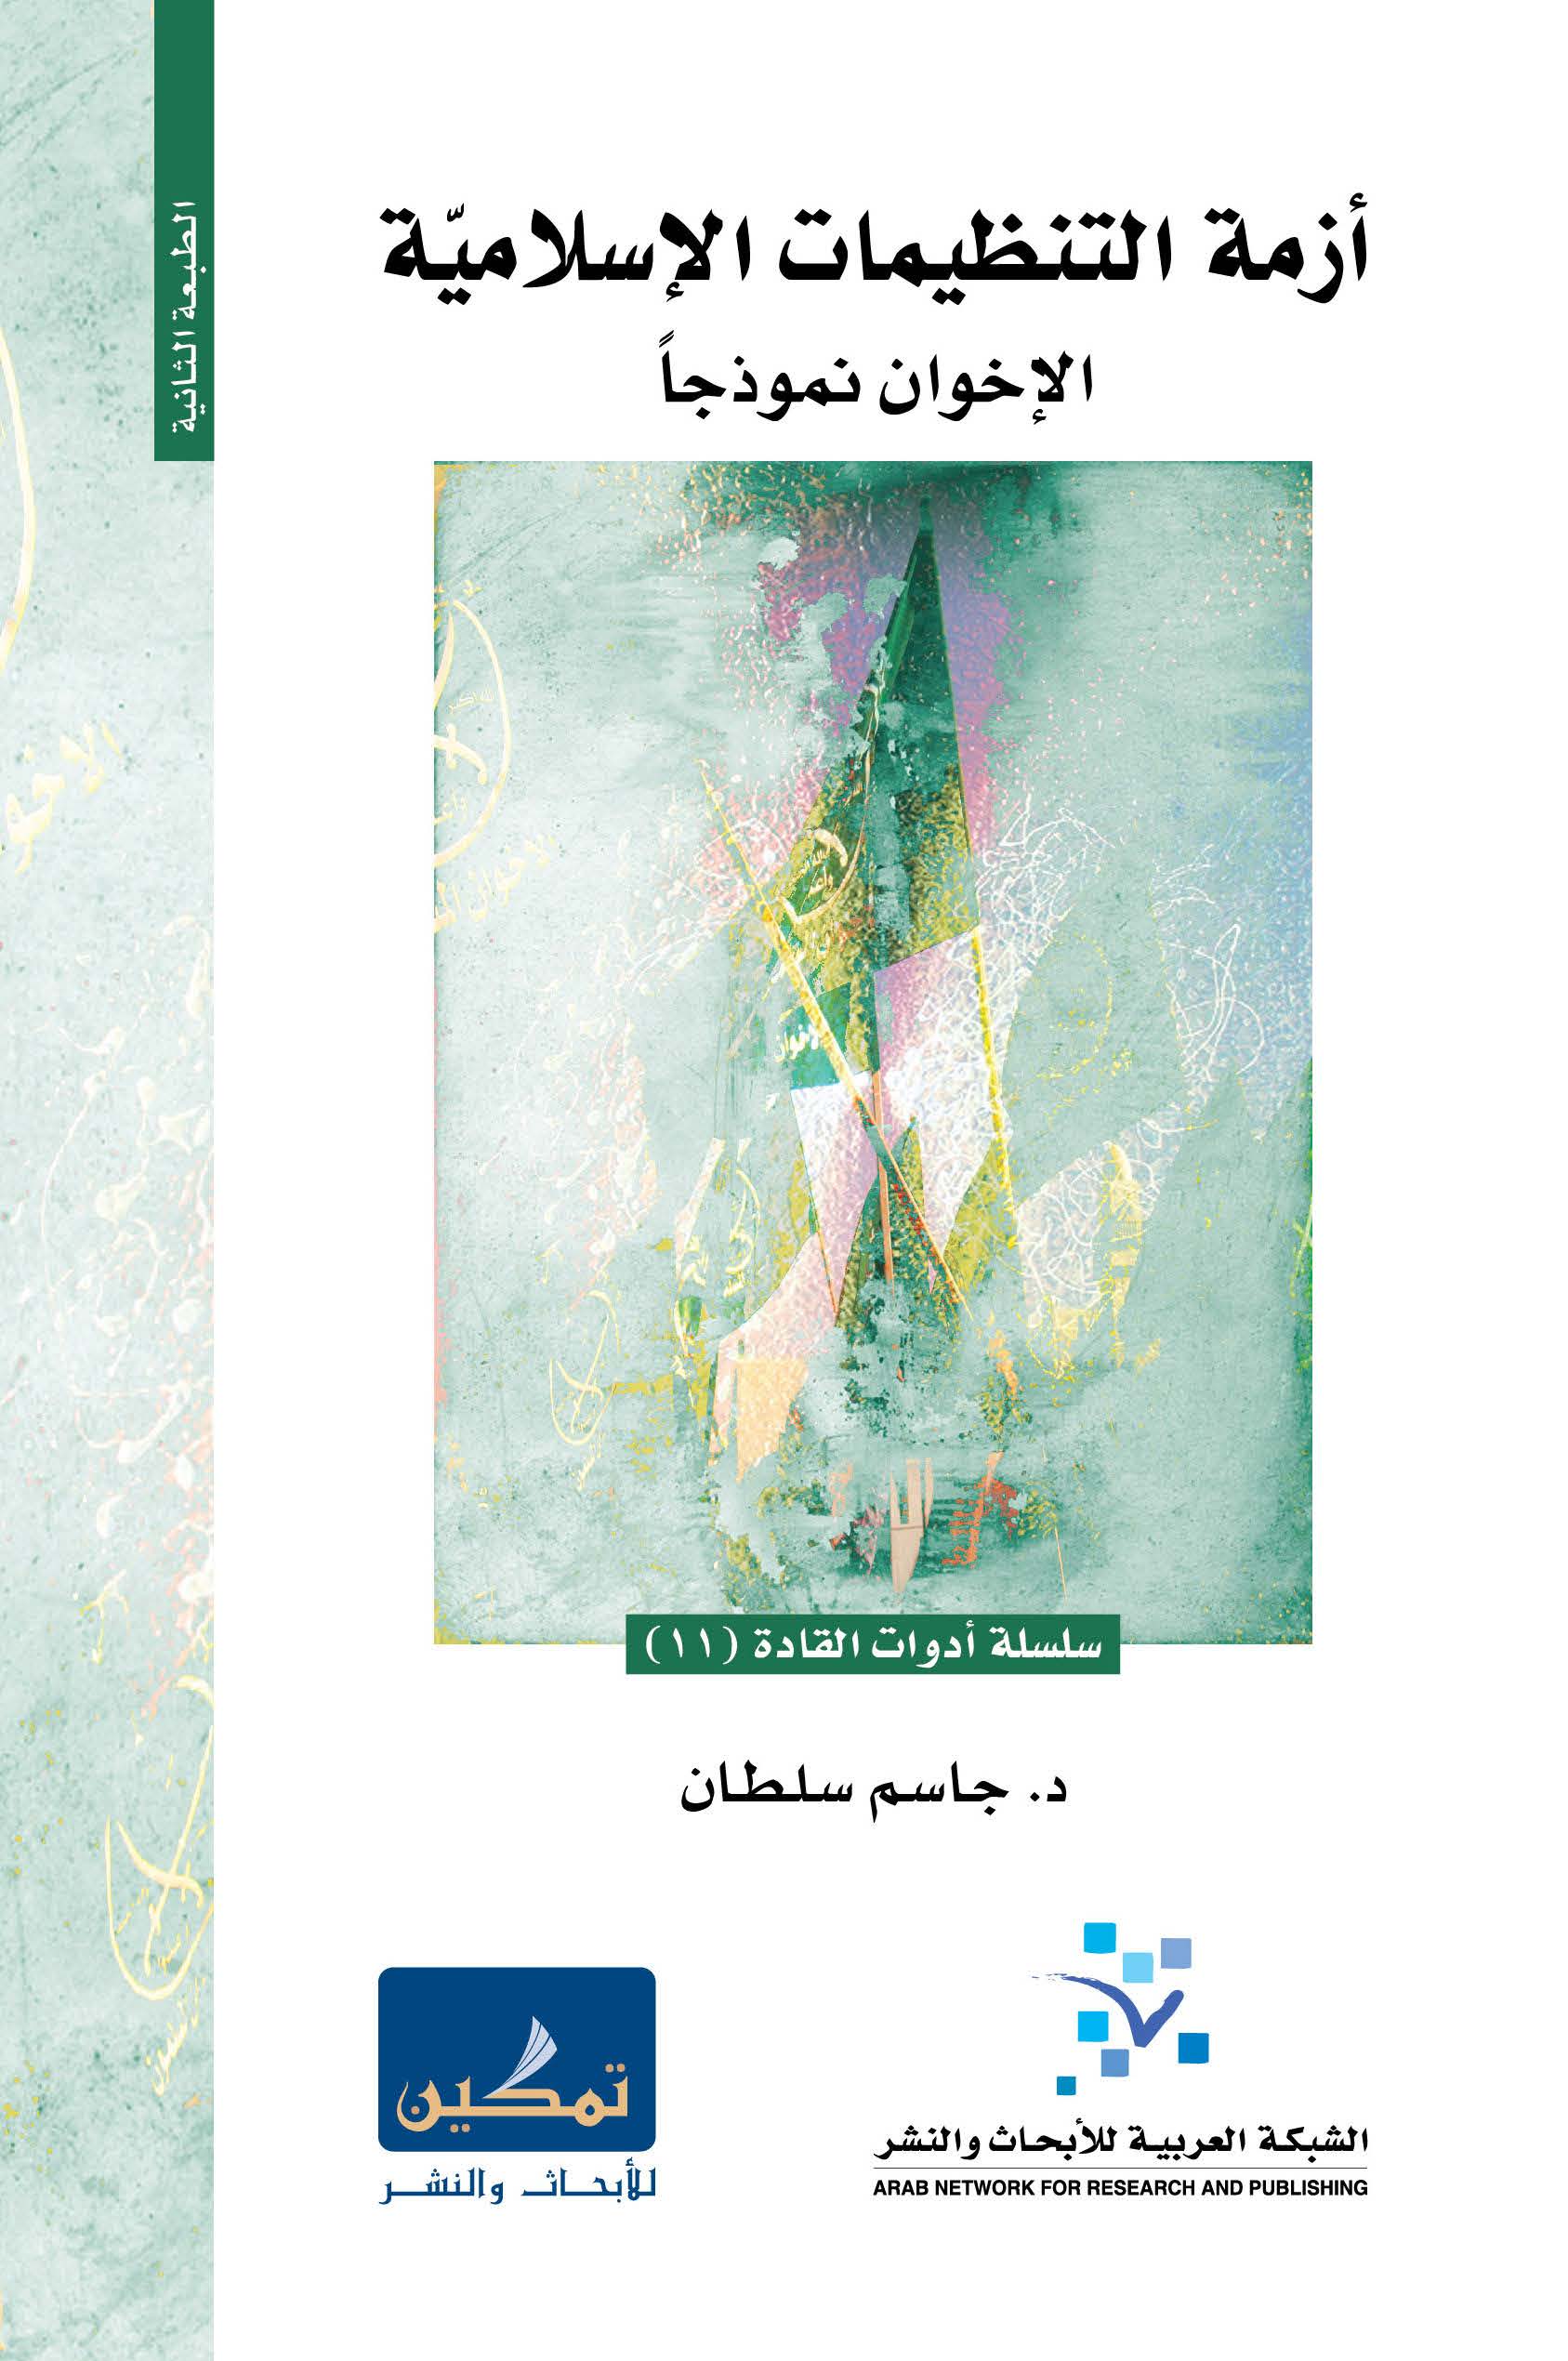 الطبعة الثانية
أزمة التنظيمات الإسلاميّة
الإخوان نموذجاً
سلسلة أدوات القادة (١١)
د. جاسم سلطان
تمكين
للأبحاث والنشر
الشبكة العربية للأبحاث والنشر
ARAB NETWORK FOR RESEARCH AND PUBLISHING